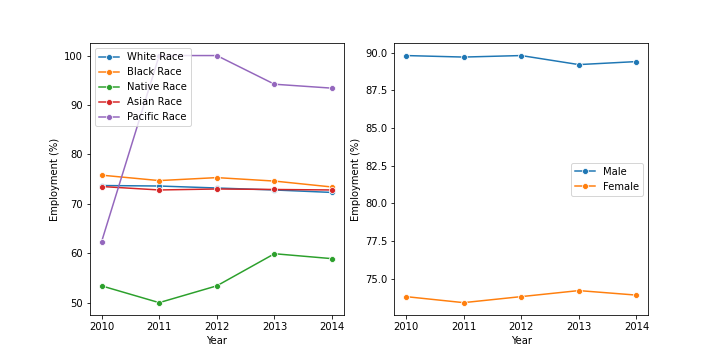 100
90
80
70
60
50
Employment (%)
2010 2011 2012 2013 2014
Year
White Race
Black Race
Native Race
Asian Race
Pacific Race
90.0
87.5
85.0
82.5
80.0
77.5
75.0
Employment (%)
2010 2011 2012 2013 2014
Year
Male
Female